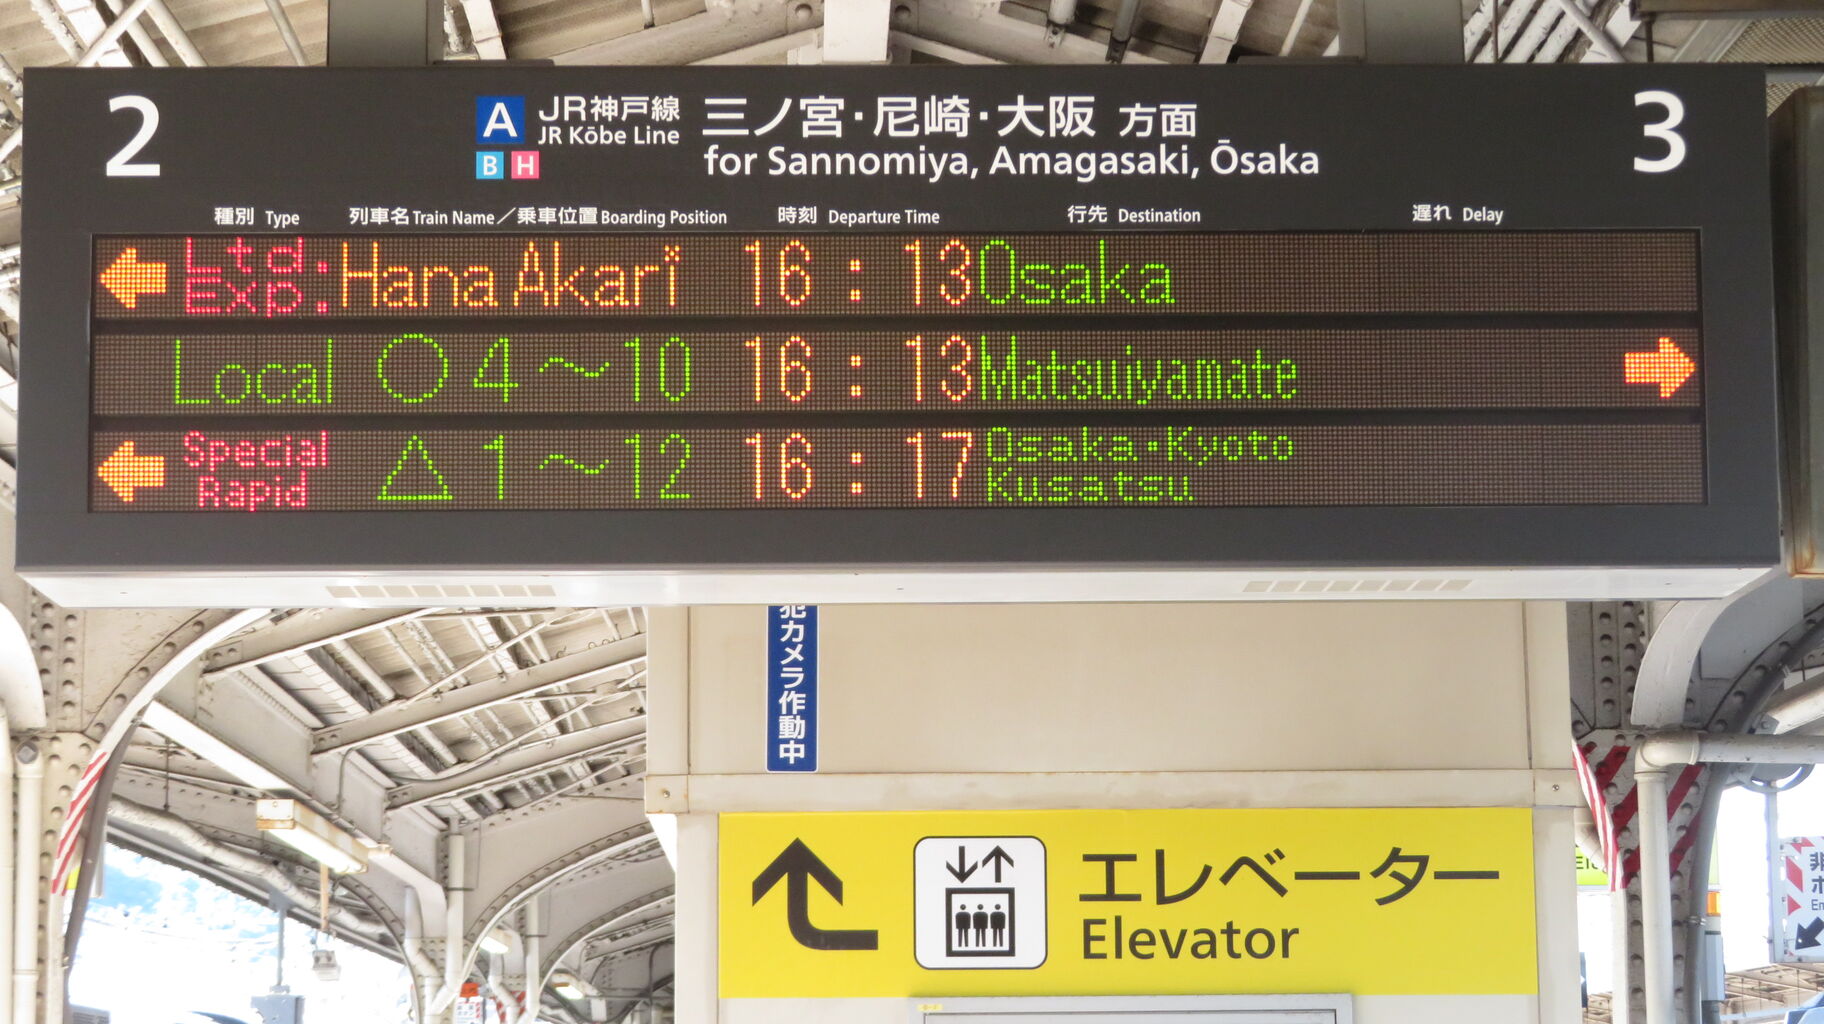 2
A JR神戸線 三ノ宮・尼崎・大阪 方面
JR Kōbe Line
B H
for Sannomiya, Amagasaki, Ōsaka
3
種別 Type 列車名 Train Name／乗車位置 Boarding Position 時刻 Departure Time 行先 Destination 遅れ Delay
Ltd. Exp. Hana Akari 16:13 Osaka
Local ○ 4～10 16:13 Matsuiyamate
Special Rapid △ 1～12 16:17 Osaka・Kyoto Kusatsu
犯カメラ作動中
エレベーター
Elevator